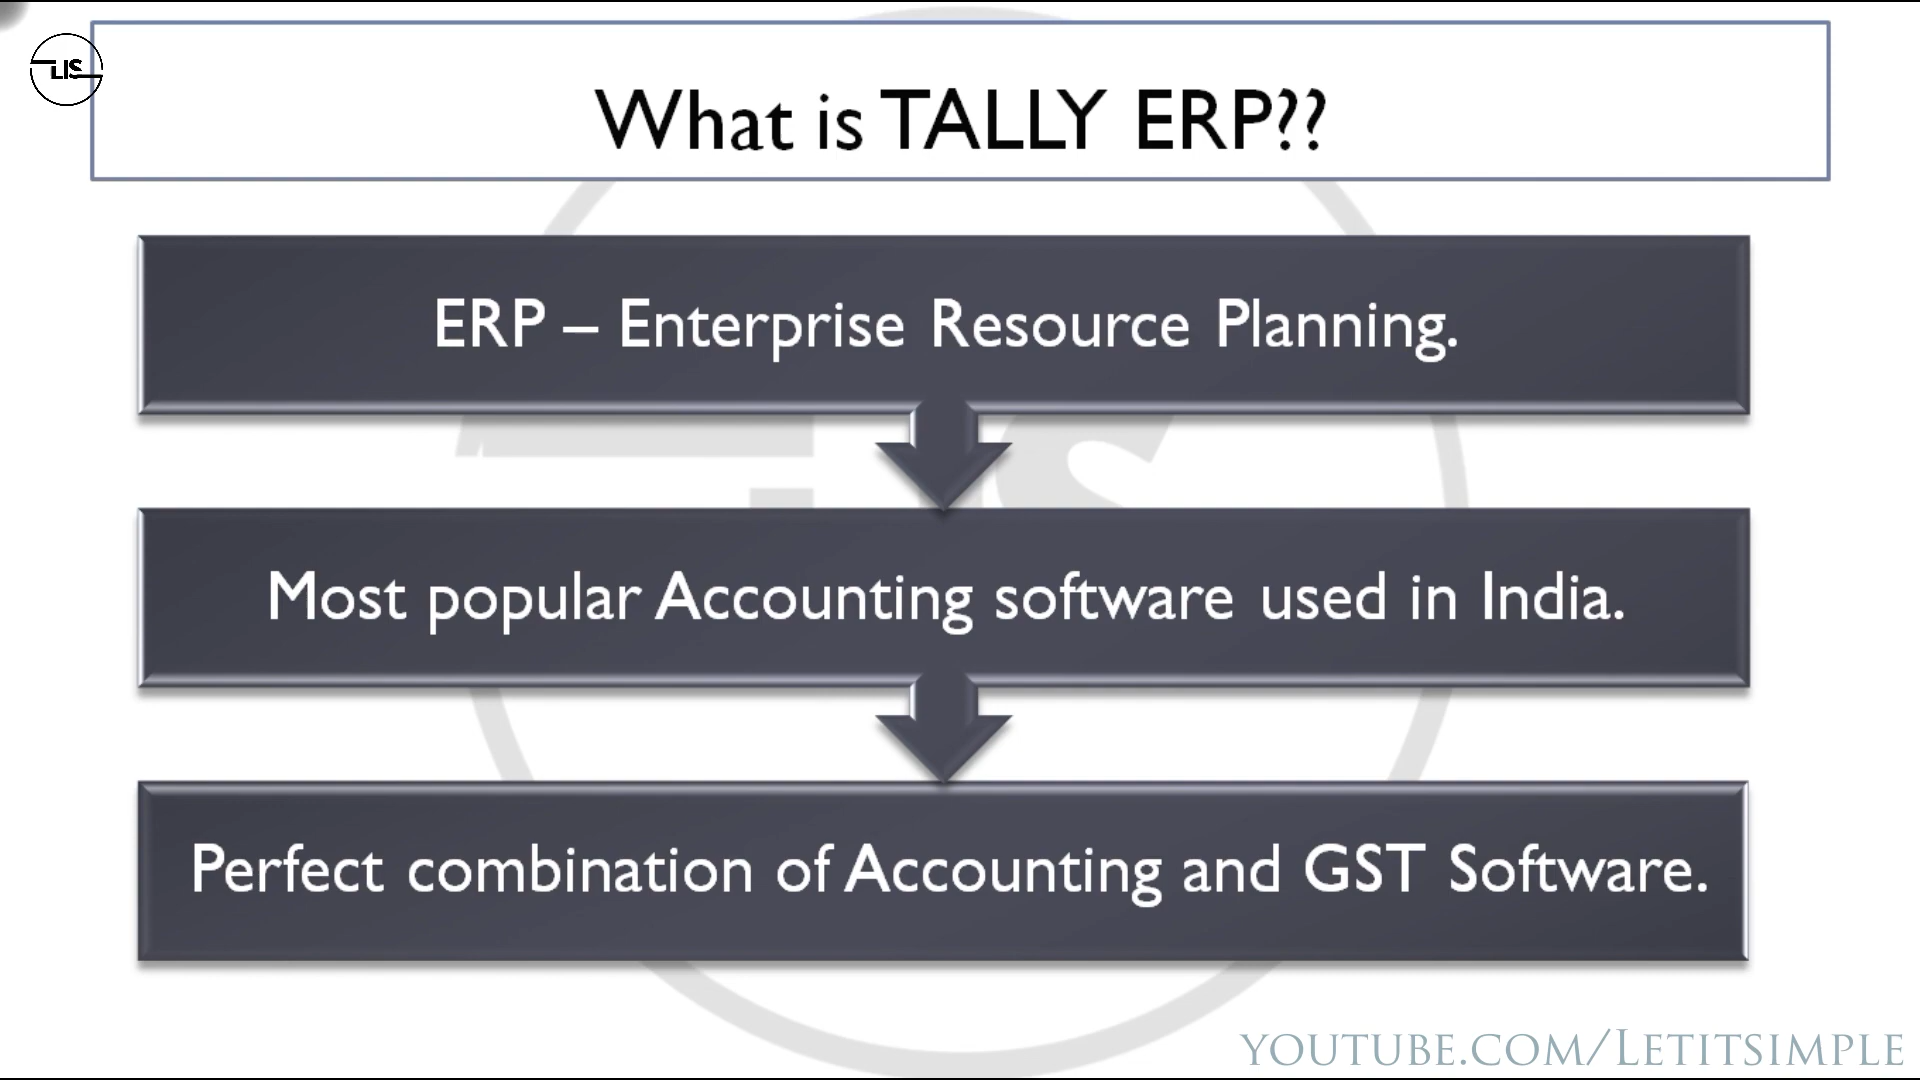 LIS
What is TALLY ERP??
ERP – Enterprise Resource Planning.
Most popular Accounting software used in India.
Perfect combination of Accounting and GST Software.
YOUTUBE.COM/LETITSIMPLE